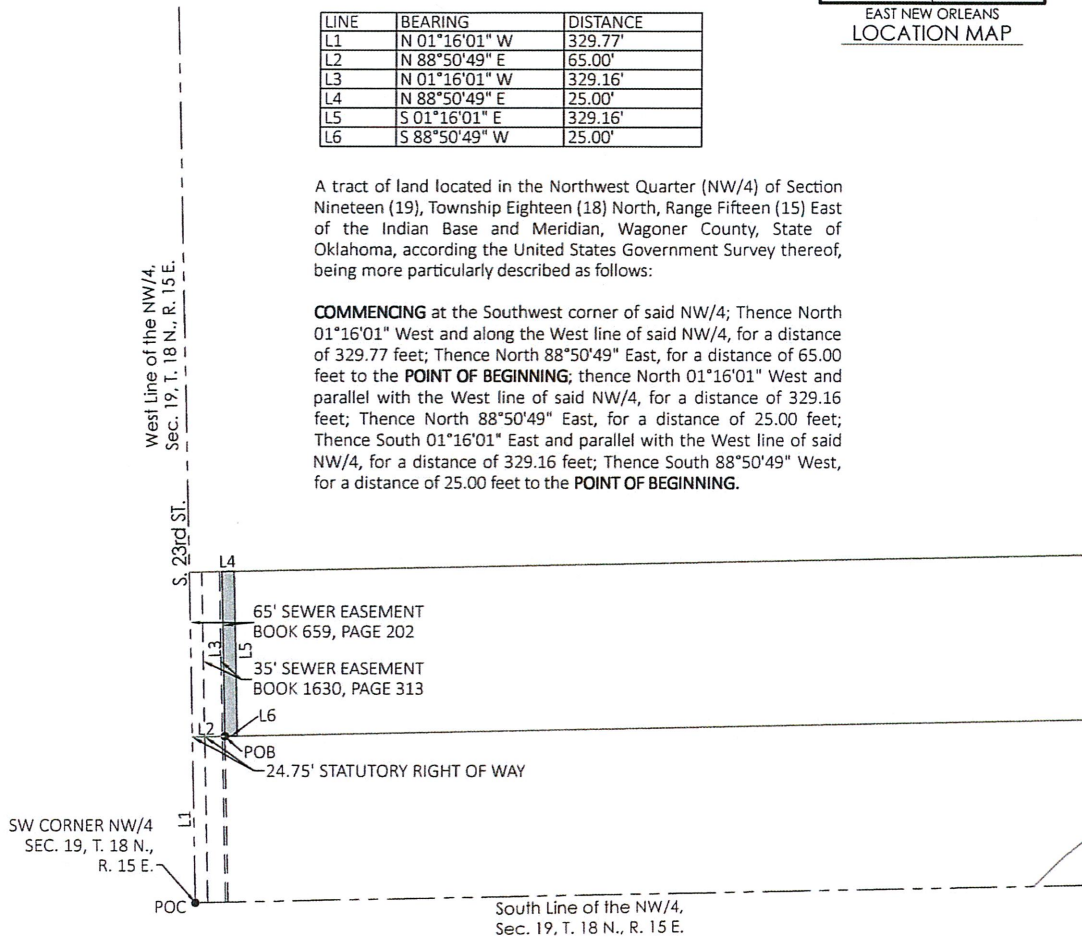 EAST NEW ORLEANS
LOCATION MAP
LINE BEARING DISTANCE
L1 N 01°16'01" W 329.77'
L2 N 88°50'49" E 65.00'
L3 N 01°16'01" W 329.16'
L4 N 88°50'49" E 25.00'
L5 S 01°16'01" E 329.16'
L6 S 88°50'49" W 25.00'
A tract of land located in the Northwest Quarter (NW/4) of Section
Nineteen (19), Township Eighteen (18) North, Range Fifteen (15) East
of the Indian Base and Meridian, Wagoner County, State of
Oklahoma, according the United States Government Survey thereof,
being more particularly described as follows:
COMMENCING at the Southwest corner of said NW/4; Thence North
01°16'01" West and along the West line of said NW/4, for a distance
of 329.77 feet; Thence North 88°50'49" East, for a distance of 65.00
feet to the POINT OF BEGINNING; thence North 01°16'01" West and
parallel with the West line of said NW/4, for a distance of 329.16
feet; Thence North 88°50'49" East, for a distance of 25.00 feet;
Thence South 01°16'01" East and parallel with the West line of said
NW/4, for a distance of 329.16 feet; Thence South 88°50'49" West,
for a distance of 25.00 feet to the POINT OF BEGINNING.
West Line of the NW/4,
Sec. 19, T. 18 N., R. 15 E.
S. 23rd ST.
L4
65' SEWER EASEMENT
BOOK 659, PAGE 202
L3
L5
35' SEWER EASEMENT
BOOK 1630, PAGE 313
L6
L2
POB
24.75' STATUTORY RIGHT OF WAY
L1
SW CORNER NW/4
SEC. 19, T. 18 N.,
R. 15 E.
POC
South Line of the NW/4,
Sec. 19, T. 18 N., R. 15 E.